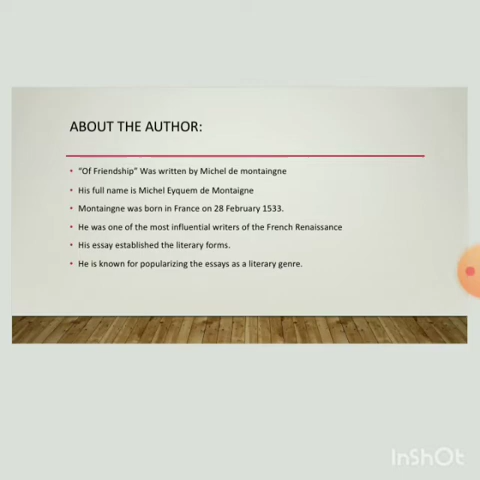 ABOUT THE AUTHOR:
• "Of Friendship" Was written by Michel de montaingne
• His full name is Michel Eyquem de Montaigne
• Montaingne was born in France on 28 February 1533.
• He was one of the most influential writers of the French Renaissance
• His essay established the literary forms.
• He is known for popularizing the essays as a literary genre.
InShOt